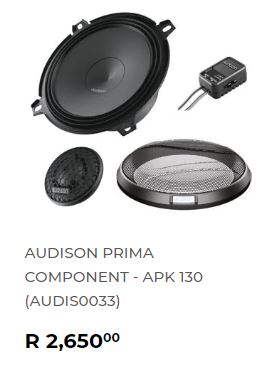 AUDISON PRIMA
COMPONENT - APK 130
(AUDIS0033)
R 2,650⁰⁰